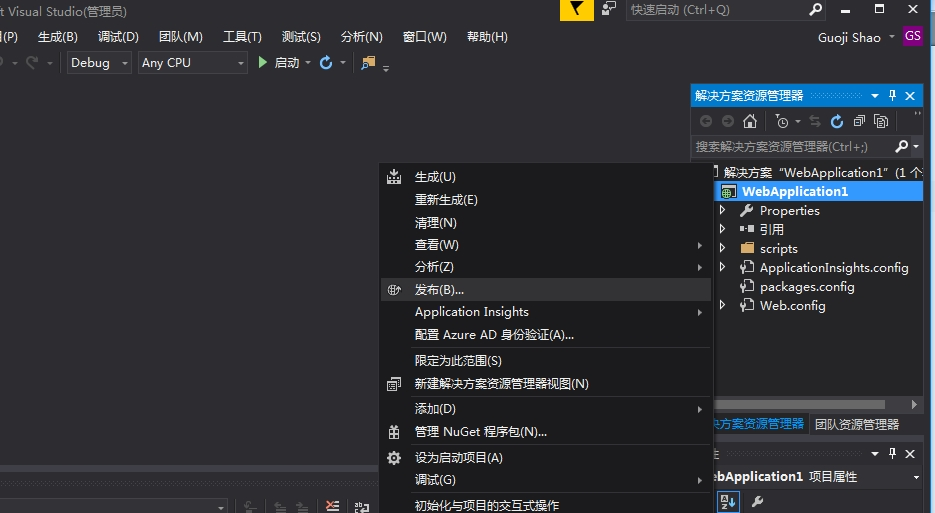 Visual Studio(管理员)
快速启动 (Ctrl+Q)
(P) 生成(B) 调试(D) 团队(M) 工具(T) 测试(S) 分析(N) 窗口(W) 帮助(H)
Guoji Shao GS
Debug Any CPU 启动
解决方案资源管理器
搜索解决方案资源管理器(Ctrl+;)
解决方案 "WebApplication1" (1 个
WebApplication1
Properties
引用
scripts
ApplicationInsights.config
packages.config
Web.config
生成(U)
重新生成(E)
清理(N)
查看(W)
分析(Z)
发布(B)...
Application Insights
配置 Azure AD 身份验证(A)...
限定为此范围(S)
新建解决方案资源管理器视图(N)
添加(D)
管理 NuGet 程序包(N)...
设为启动项目(A)
调试(G)
初始化与项目的交互式操作
决方案资源管理器 团队资源管理器
ebApplication1 项目属性